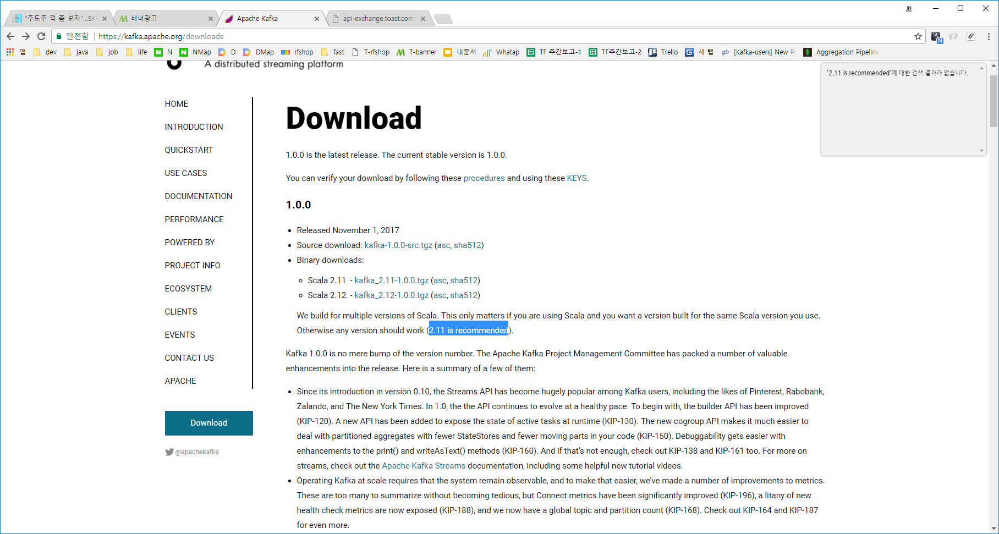 "주도주 덕 좀 보자"...SK
배너광고
Apache Kafka
api-exchange.toast.com
안전함
https://kafka.apache.org/downloads
앱
dev
java
job
life
N
NMap
D
DMap
rfshop
fast
T-rfshop
T-banner
내문서
Whatap
TF 주간보고-1
TF주간보고-2
Trello
새 탭
[Kafka-users] New
Aggregation Pipeline
A distributed streaming platform
'2.11 is recommended'에 대한 검색 결과가 없습니다.
HOME
INTRODUCTION
QUICKSTART
USE CASES
DOCUMENTATION
PERFORMANCE
POWERED BY
PROJECT INFO
ECOSYSTEM
CLIENTS
EVENTS
CONTACT US
APACHE
Download
@apachekafka
Download
1.0.0 is the latest release. The current stable version is 1.0.0.
You can verify your download by following these procedures and using these KEYS.
1.0.0
Released November 1, 2017
Source download: kafka-1.0.0-src.tgz (asc, sha512)
Binary downloads:
Scala 2.11 - kafka_2.11-1.0.0.tgz (asc, sha512)
Scala 2.12 - kafka_2.12-1.0.0.tgz (asc, sha512)
We build for multiple versions of Scala. This only matters if you are using Scala and you want a version built for the same Scala version you use.
Otherwise any version should work (2.11 is recommended).
Kafka 1.0.0 is no mere bump of the version number. The Apache Kafka Project Management Committee has packed a number of valuable
enhancements into the release. Here is a summary of a few of them:
Since its introduction in version 0.10, the Streams API has become hugely popular among Kafka users, including the likes of Pinterest, Rabobank,
Zalando, and The New York Times. In 1.0, the the API continues to evolve at a healthy pace. To begin with, the builder API has been improved
(KIP-120). A new API has been added to expose the state of active tasks at runtime (KIP-130). The new cogroup API makes it much easier to
deal with partitioned aggregates with fewer StateStores and fewer moving parts in your code (KIP-150). Debuggability gets easier with
enhancements to the print() and writeAsText() methods (KIP-160). And if that's not enough, check out KIP-138 and KIP-161 too. For more on
streams, check out the Apache Kafka Streams documentation, including some helpful new tutorial videos.
Operating Kafka at scale requires that the system remain observable, and to make that easier, we've made a number of improvements to metrics.
These are too many to summarize without becoming tedious, but Connect metrics have been significantly improved (KIP-196), a litany of new
health check metrics are now exposed (KIP-188), and we now have a global topic and partition count (KIP-168). Check out KIP-164 and KIP-187
for even more.